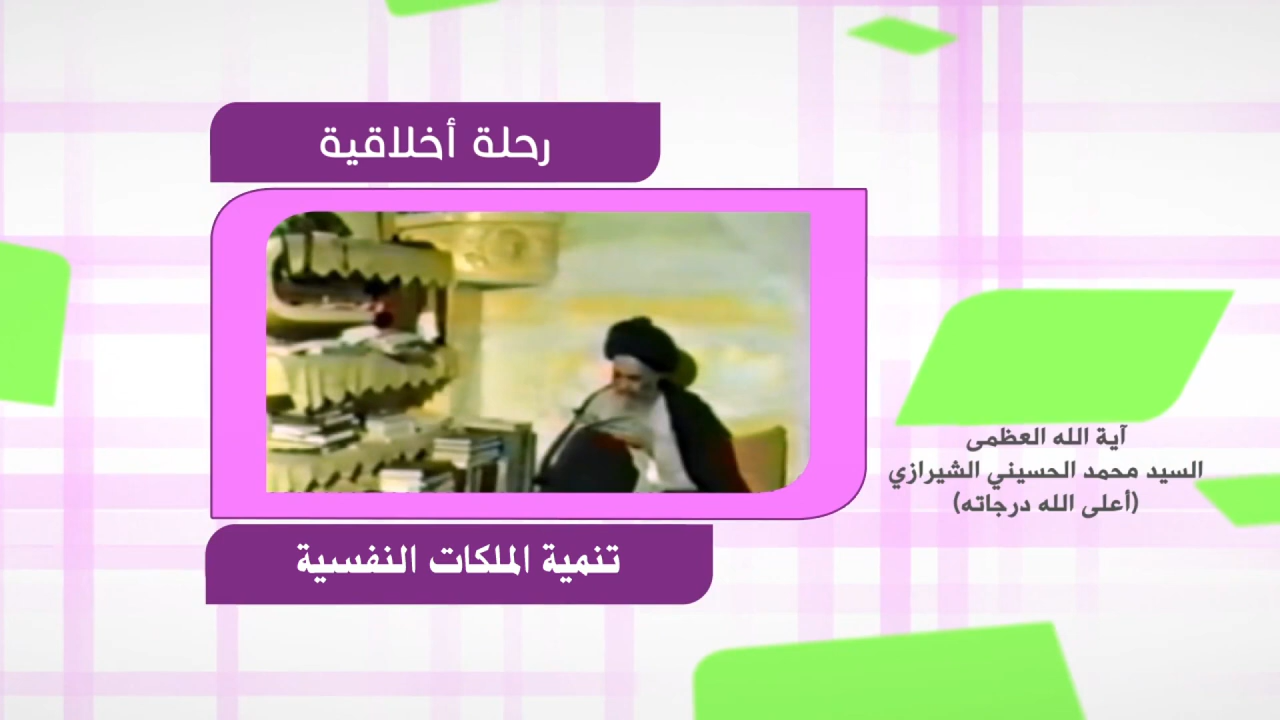 رحلة أخلاقية
آية الله العظمى
السيد محمد الحسيني الشيرازي
(أعلى الله درجاته)
تنمية الملكات النفسية